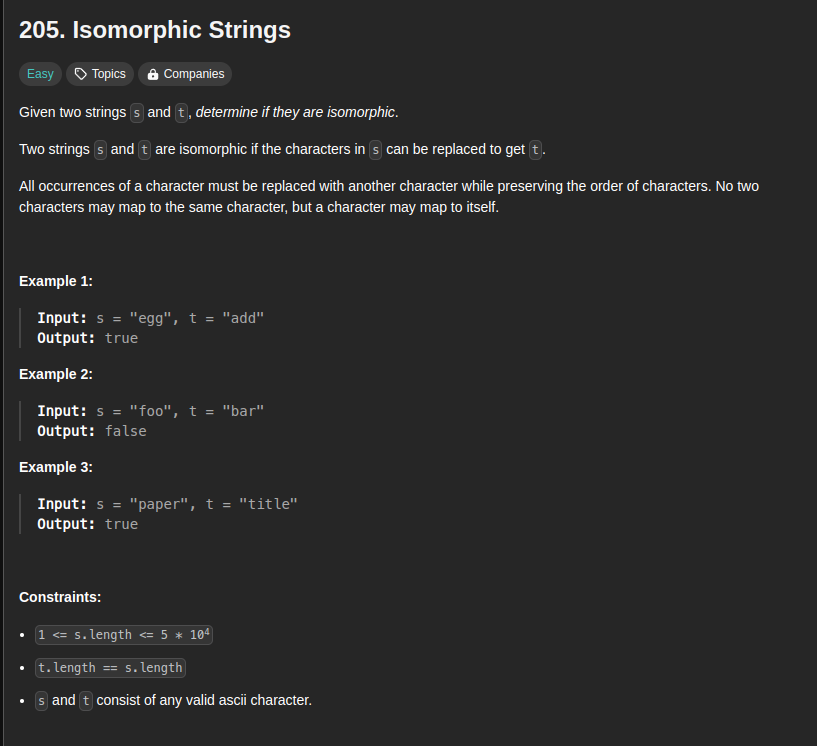 205. Isomorphic Strings
Easy Topics Companies
Given two strings s and t, determine if they are isomorphic.
Two strings s and t are isomorphic if the characters in s can be replaced to get t.
All occurrences of a character must be replaced with another character while preserving the order of characters. No two
characters may map to the same character, but a character may map to itself.
Example 1:
Input: s = "egg", t = "add"
Output: true
Example 2:
Input: s = "foo", t = "bar"
Output: false
Example 3:
Input: s = "paper", t = "title"
Output: true
Constraints:
• 1 <= s.length <= 5 * 10⁴
• t.length == s.length
• s and t consist of any valid ascii character.